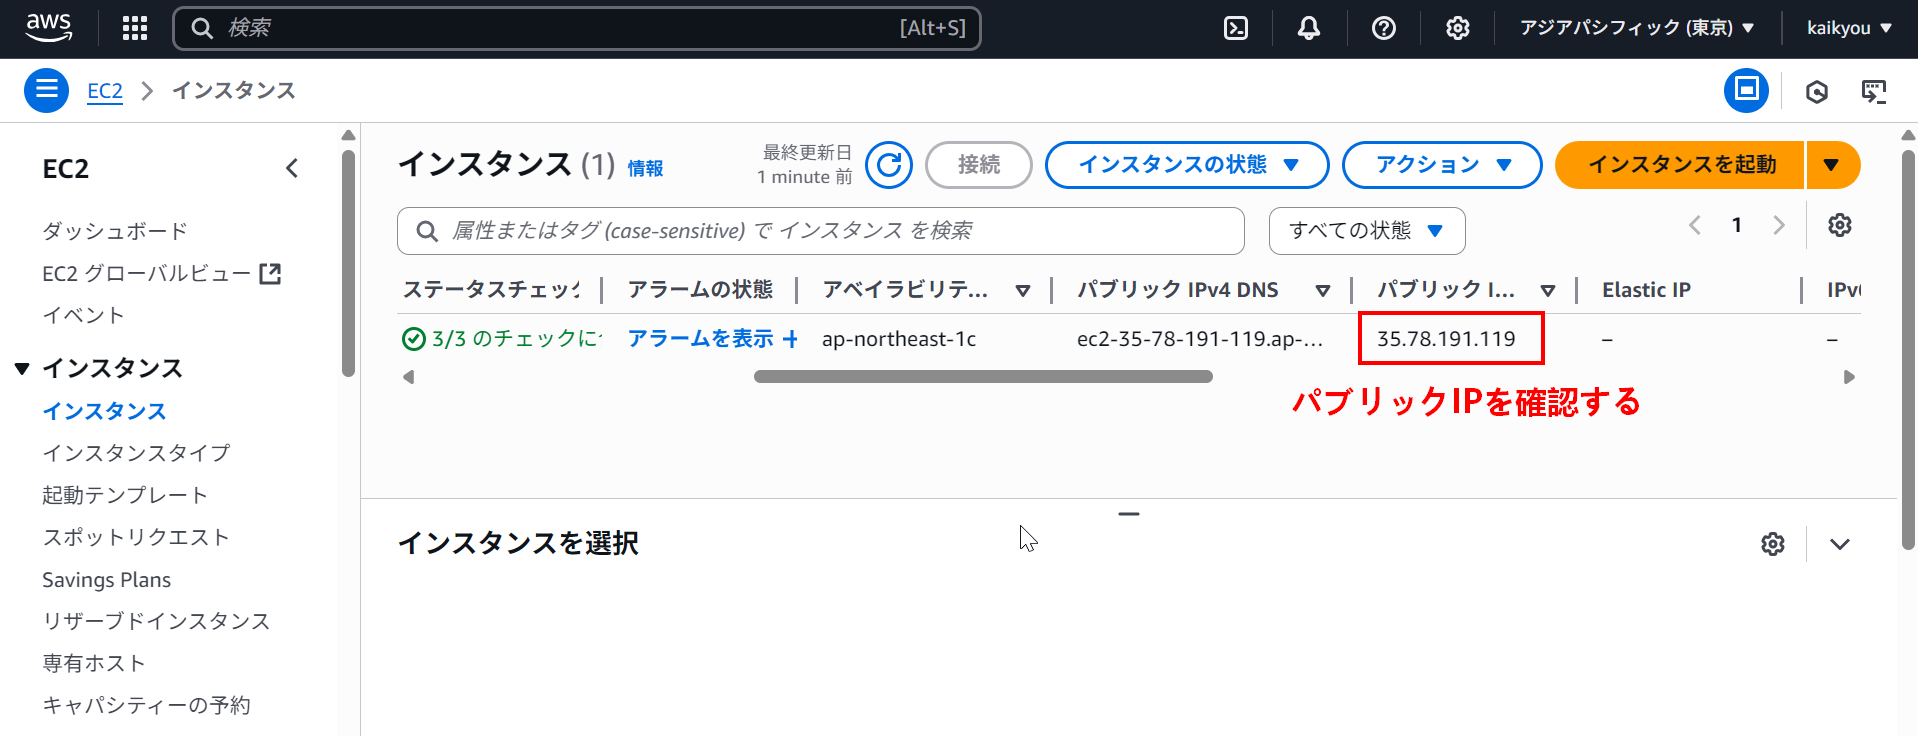 aws
検索 [Alt+S]
アジアパシフィック (東京) ▼
kaikyou ▼
EC2 > インスタンス
EC2
ダッシュボード
EC2 グローバルビュー
イベント
▼ インスタンス
インスタンス
インスタンスタイプ
起動テンプレート
スポットリクエスト
Savings Plans
リザーブドインスタンス
専有ホスト
キャパシティーの予約
インスタンス (1) 情報
最終更新日
1 minute 前
接続
インスタンスの状態 ▼
アクション ▼
インスタンスを起動 ▼
属性またはタグ (case-sensitive) で インスタンス を検索
すべての状態 ▼
1
ステータスチェック | アラームの状態 | アベイラビリテ... | パブリック IPv4 DNS | パブリック I... | Elastic IP | IPv
3/3 のチェックに アラームを表示 + ap-northeast-1c ec2-35-78-191-119.ap-... 35.78.191.119 – –
パブリックIPを確認する
インスタンスを選択